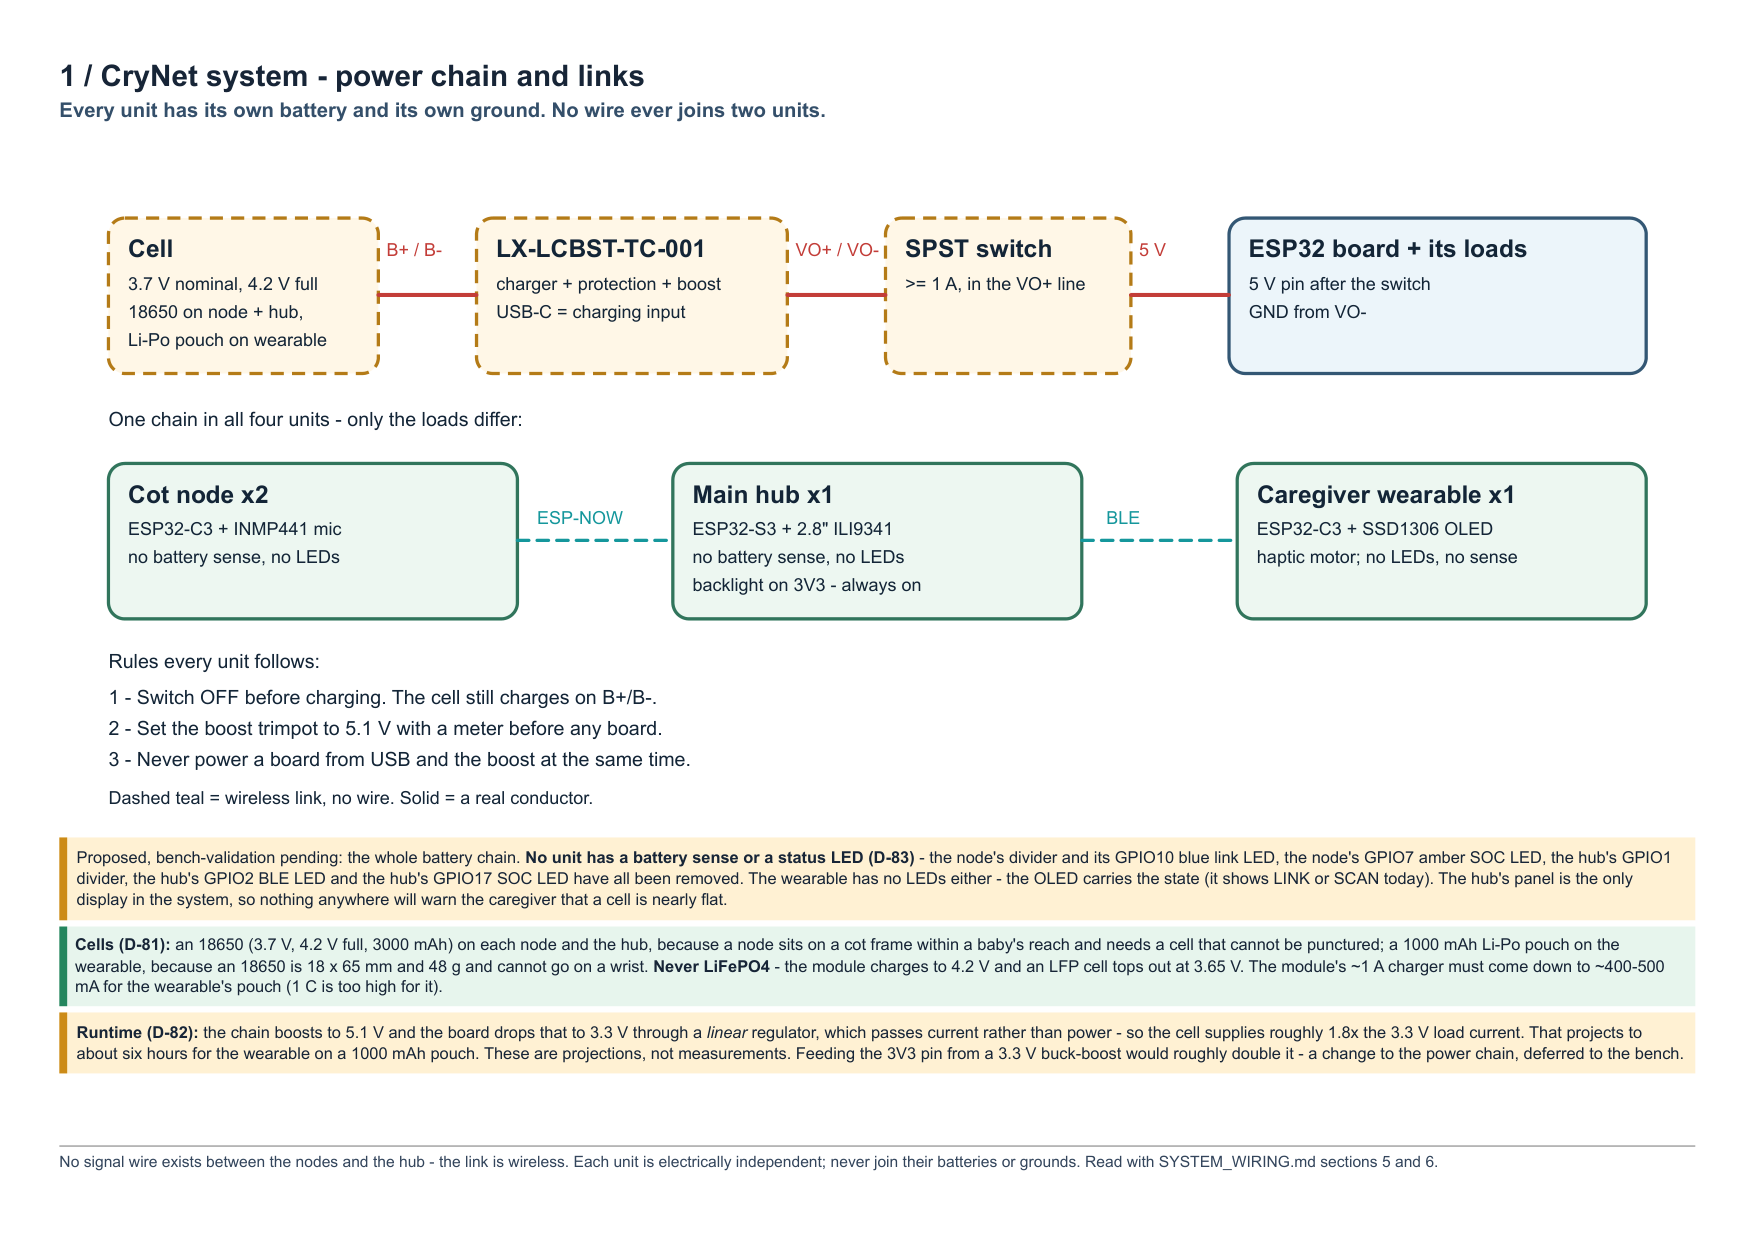 1 / CryNet system - power chain and links
Every unit has its own battery and its own ground. No wire ever joins two units.
Cell
3.7 V nominal, 4.2 V full
18650 on node + hub,
Li-Po pouch on wearable
B+ / B-
LX-LCBST-TC-001
charger + protection + boost
USB-C = charging input
VO+ / VO-
SPST switch
>= 1 A, in the VO+ line
5 V
ESP32 board + its loads
5 V pin after the switch
GND from VO-
One chain in all four units - only the loads differ:
Cot node x2
ESP32-C3 + INMP441 mic
no battery sense, no LEDs
ESP-NOW
Main hub x1
ESP32-S3 + 2.8" ILI9341
no battery sense, no LEDs
backlight on 3V3 - always on
BLE
Caregiver wearable x1
ESP32-C3 + SSD1306 OLED
haptic motor; no LEDs, no sense
Rules every unit follows:
1 - Switch OFF before charging. The cell still charges on B+/B-.
2 - Set the boost trimpot to 5.1 V with a meter before any board.
3 - Never power a board from USB and the boost at the same time.
Dashed teal = wireless link, no wire. Solid = a real conductor.
Proposed, bench-validation pending: the whole battery chain. No unit has a battery sense or a status LED (D-83) - the node's divider and its GPIO10 blue link LED, the node's GPIO7 amber SOC LED, the hub's GPIO1
divider, the hub's GPIO2 BLE LED and the hub's GPIO17 SOC LED have all been removed. The wearable has no LEDs either - the OLED carries the state (it shows LINK or SCAN today). The hub's panel is the only
display in the system, so nothing anywhere will warn the caregiver that a cell is nearly flat.
Cells (D-81): an 18650 (3.7 V, 4.2 V full, 3000 mAh) on each node and the hub, because a node sits on a cot frame within a baby's reach and needs a cell that cannot be punctured; a 1000 mAh Li-Po pouch on the
wearable, because an 18650 is 18 x 65 mm and 48 g and cannot go on a wrist. Never LiFePO4 - the module charges to 4.2 V and an LFP cell tops out at 3.65 V. The module's ~1 A charger must come down to ~400-500
mA for the wearable's pouch (1 C is too high for it).
Runtime (D-82): the chain boosts to 5.1 V and the board drops that to 3.3 V through a linear regulator, which passes current rather than power - so the cell supplies roughly 1.8x the 3.3 V load current. That projects to
about six hours for the wearable on a 1000 mAh pouch. These are projections, not measurements. Feeding the 3V3 pin from a 3.3 V buck-boost would roughly double it - a change to the power chain, deferred to the bench.
No signal wire exists between the nodes and the hub - the link is wireless. Each unit is electrically independent; never join their batteries or grounds. Read with SYSTEM_WIRING.md sections 5 and 6.